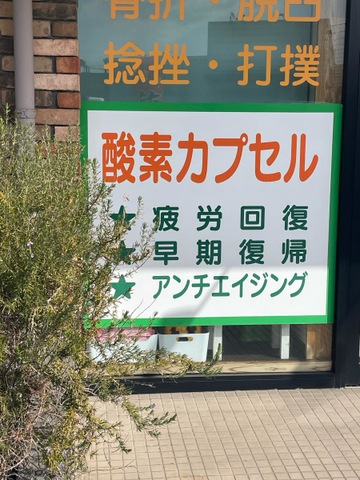 骨折・脱臼
捻挫・打撲
酸素カプセル
★ 疲労回復
★ 早期復帰
★ アンチエイジング